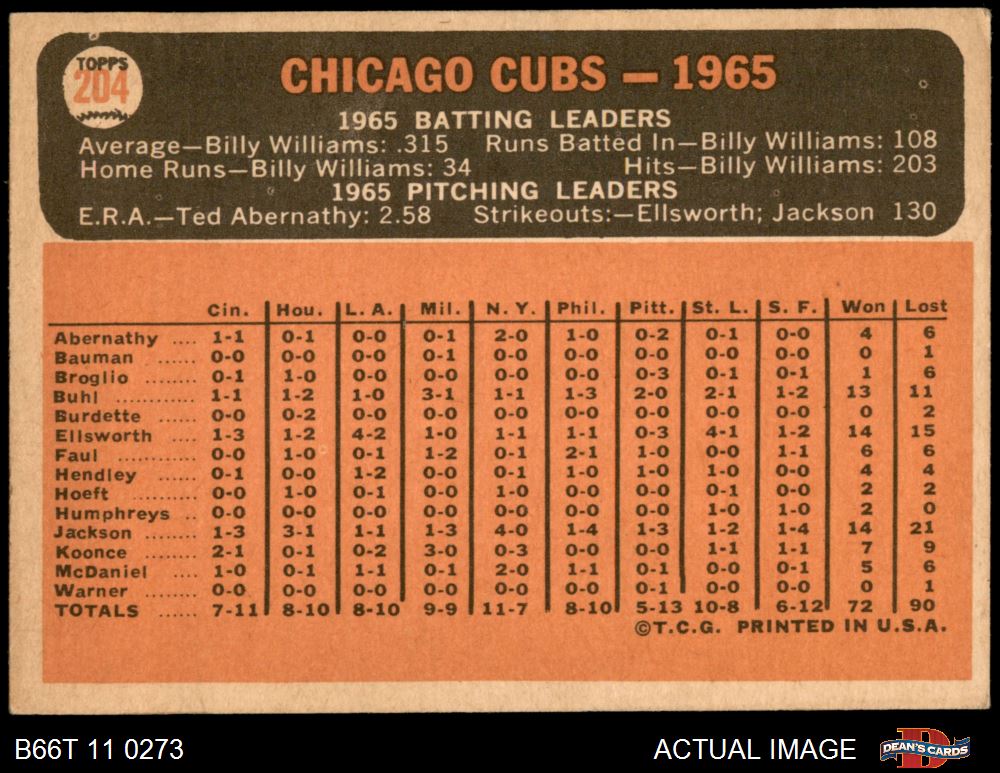 TOPPS
204
CHICAGO CUBS — 1965
1965 BATTING LEADERS
Average—Billy Williams: .315 Runs Batted In—Billy Williams: 108
Home Runs—Billy Williams: 34 Hits—Billy Williams: 203
1965 PITCHING LEADERS
E.R.A.—Ted Abernathy: 2.58 Strikeouts:—Ellsworth; Jackson 130
Cin. Hou. L. A. Mil. N. Y. Phil. Pitt. St. L. S. F. Won Lost
Abernathy .... 1-1 0-1 0-0 0-1 2-0 1-0 0-2 0-1 0-0 4 6
Bauman ...... 0-0 0-0 0-0 0-1 0-0 0-0 0-0 0-0 0-0 0 1
Broglio ........ 0-1 1-0 0-0 0-0 0-0 0-0 0-3 0-1 0-1 1 6
Buhl ............ 1-1 1-2 1-0 3-1 1-1 1-3 2-0 2-1 1-2 13 11
Burdette ...... 0-0 0-2 0-0 0-0 0-0 0-0 0-0 0-0 0-0 0 2
Ellsworth .... 1-3 1-2 4-2 1-0 1-1 1-1 0-3 4-1 1-2 14 15
Faul ............ 0-0 1-0 0-1 1-2 0-1 2-1 1-0 0-0 1-1 6 6
Hendley ...... 0-1 0-0 1-2 0-0 0-1 1-0 1-0 1-0 0-0 4 4
Hoeft .......... 0-0 1-0 0-1 0-0 1-0 0-0 0-0 0-1 0-0 2 2
Humphreys .. 0-0 0-0 0-0 0-0 0-0 0-0 0-0 1-0 1-0 2 0
Jackson ....... 1-3 3-1 1-1 1-3 4-0 1-4 1-3 1-2 1-4 14 21
Koonce ........ 2-1 0-1 0-2 3-0 0-3 0-0 0-0 1-1 1-1 7 9
McDaniel .... 1-0 0-1 1-1 0-1 2-0 1-1 0-1 0-0 0-1 5 6
Warner ........ 0-0 0-0 0-0 0-0 0-0 0-0 0-1 0-0 0-0 0 1
TOTALS 7-11 8-10 8-10 9-9 11-7 8-10 5-13 10-8 6-12 72 90
©T.C.G. PRINTED IN U.S.A.
B66T 11 0273 ACTUAL IMAGE DEAN'S CARDS